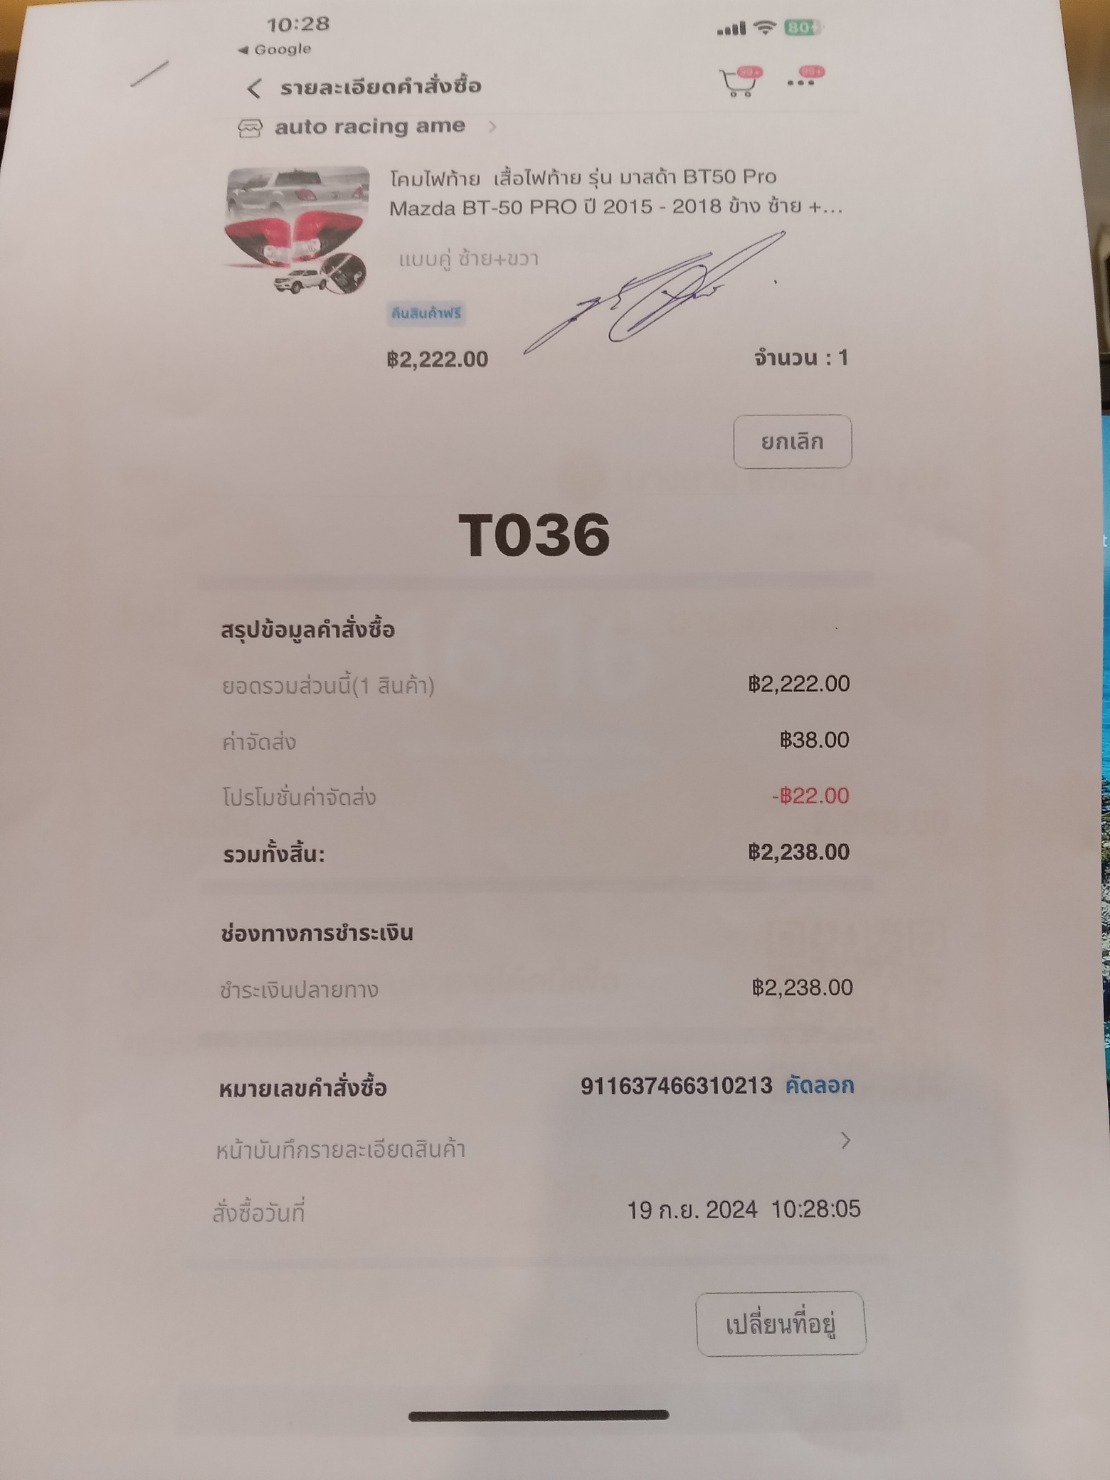 10:28
80
◄ Google
รายละเอียดคำสั่งซื้อ
99+
99+
auto racing ame
โคมไฟท้าย เสื้อไฟท้าย รุ่น มาสด้า BT50 Pro
Mazda BT-50 PRO ปี 2015 - 2018 ข้าง ซ้าย +...
แบบคู่ ซ้าย+ขวา
คืนสินค้าฟรี
฿2,222.00 จำนวน : 1
ยกเลิก
T036
สรุปข้อมูลคำสั่งซื้อ
ยอดรวมส่วนนี้(1 สินค้า) ฿2,222.00
ค่าจัดส่ง ฿38.00
โปรโมชั่นค่าจัดส่ง -฿22.00
รวมทั้งสิ้น: ฿2,238.00
ช่องทางการชำระเงิน
ชำระเงินปลายทาง ฿2,238.00
หมายเลขคำสั่งซื้อ 911637466310213 คัดลอก
หน้าบันทึกรายละเอียดสินค้า
สั่งซื้อวันที่ 19 ก.ย. 2024 10:28:05
เปลี่ยนที่อยู่